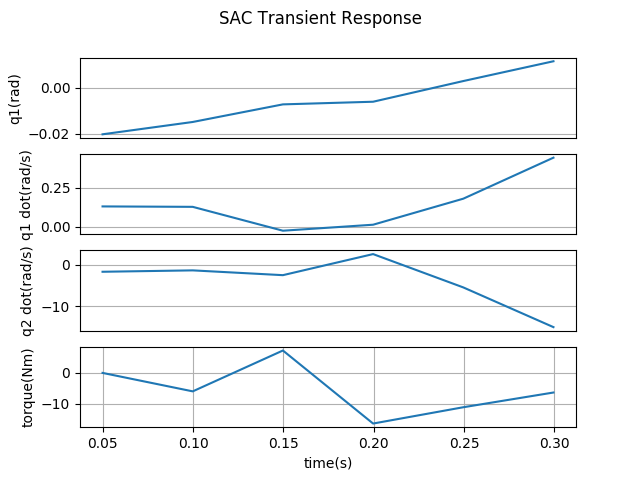 SAC Transient Response
q1(rad)
0.00
−0.02
q1 dot(rad/s)
0.25
0.00
q2 dot(rad/s)
0
−10
torque(Nm)
0
−10
0.05 0.10 0.15 0.20 0.25 0.30
time(s)